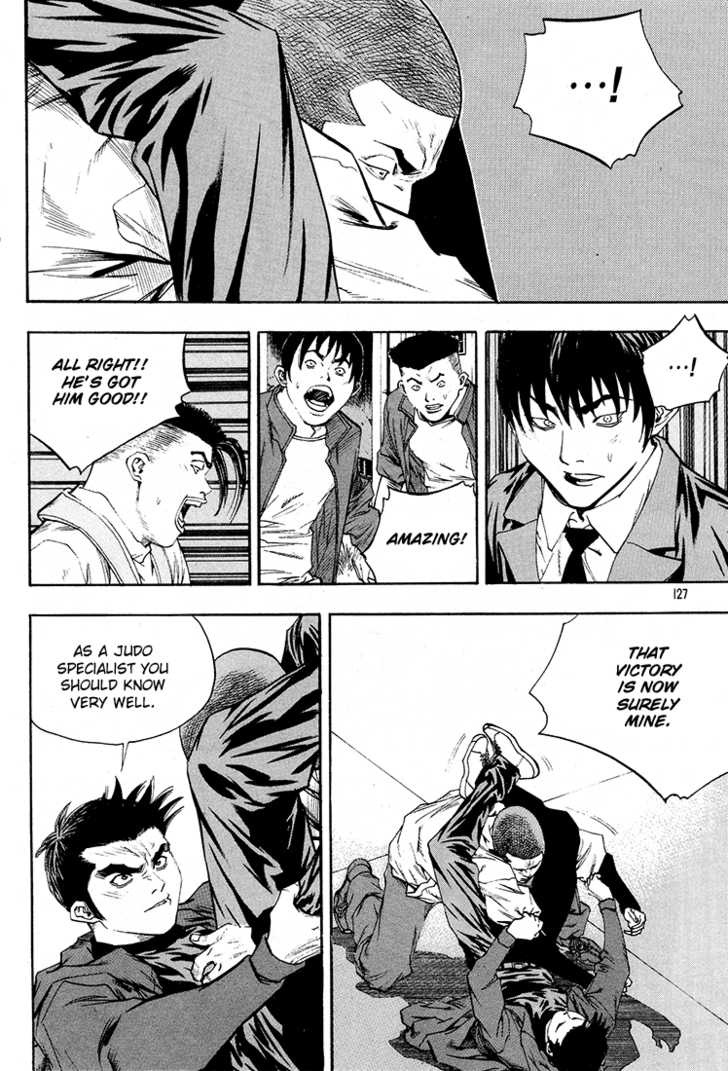 ...!
ALL RIGHT!!
HE'S GOT
HIM GOOD!!
AMAZING!
...!
127
AS A JUDO
SPECIALIST YOU
SHOULD KNOW
VERY WELL.
THAT
VICTORY
IS NOW
SURELY
MINE.